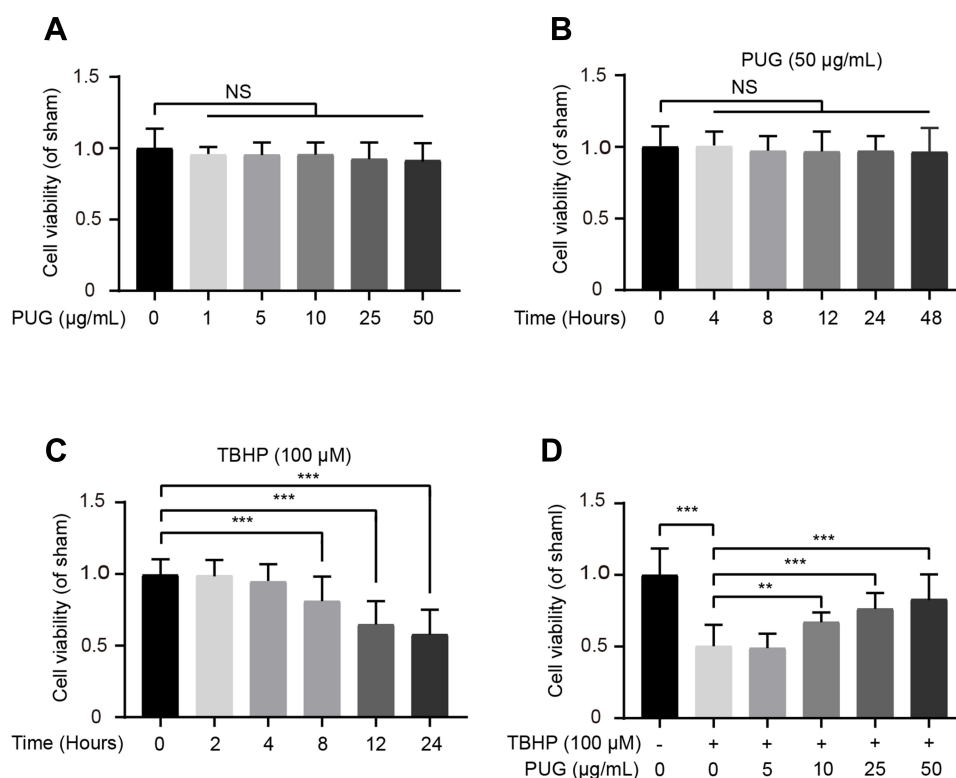 A
1.5
NS
1.0
0.5
0
Cell viability (of sham)
PUG (µg/mL) 0 1 5 10 25 50
B
PUG (50 µg/mL)
1.5
NS
1.0
0.5
0
Cell viability (of sham)
Time (Hours) 0 4 8 12 24 48
C
TBHP (100 µM)
1.5
***
***
***
1.0
0.5
0
Cell viability (of sham)
Time (Hours) 0 2 4 8 12 24
D
1.5
***
***
***
**
1.0
0.5
0
Cell viability (of shaml)
TBHP (100 µM) - + + + + +
PUG (µg/mL) 0 0 5 10 25 50